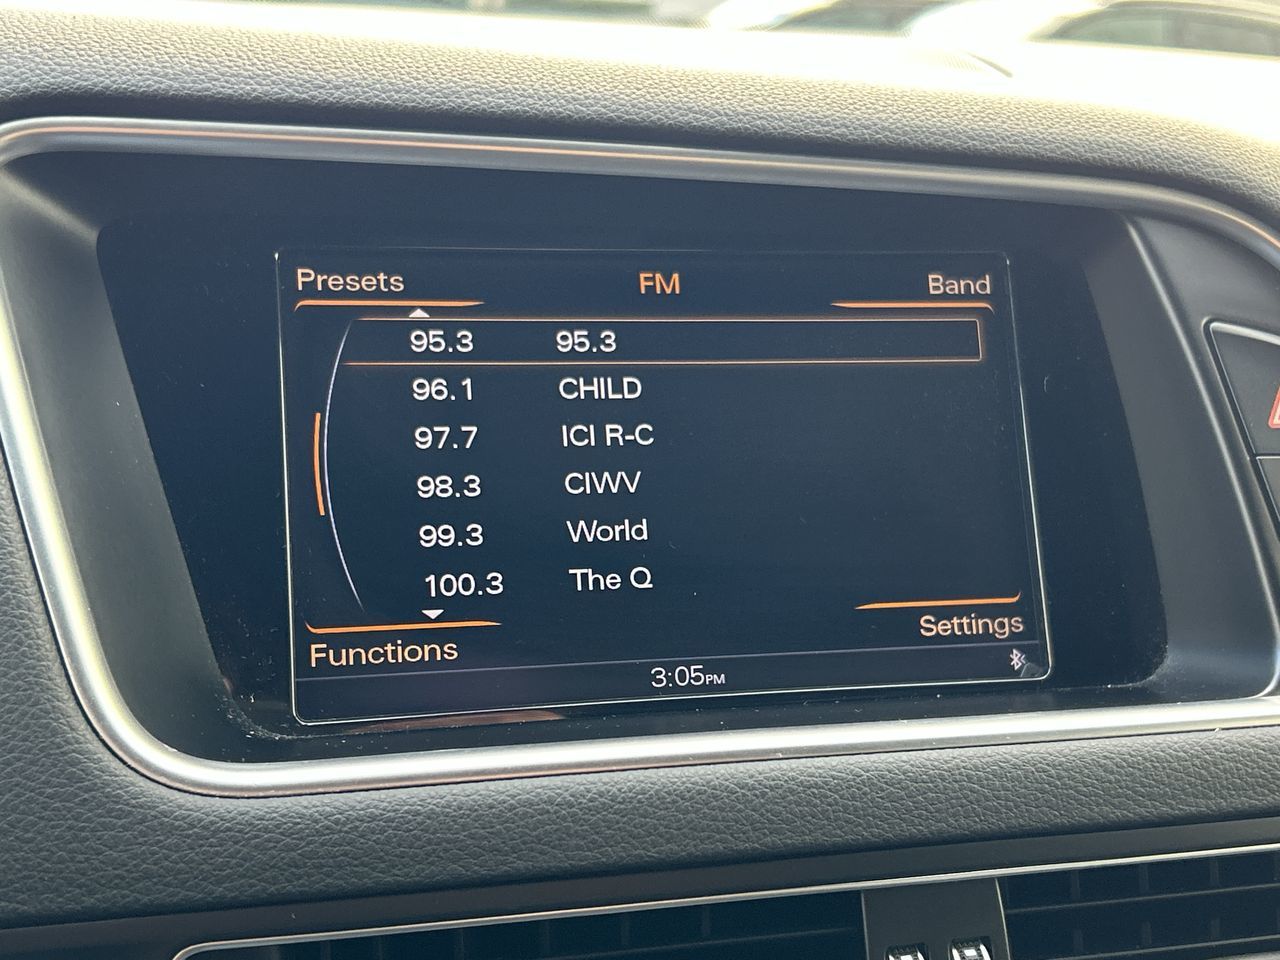 Presets FM Band
95.3 95.3
96.1 CHILD
97.7 ICI R-C
98.3 CIWV
99.3 World
100.3 The Q
Functions Settings
3:05PM